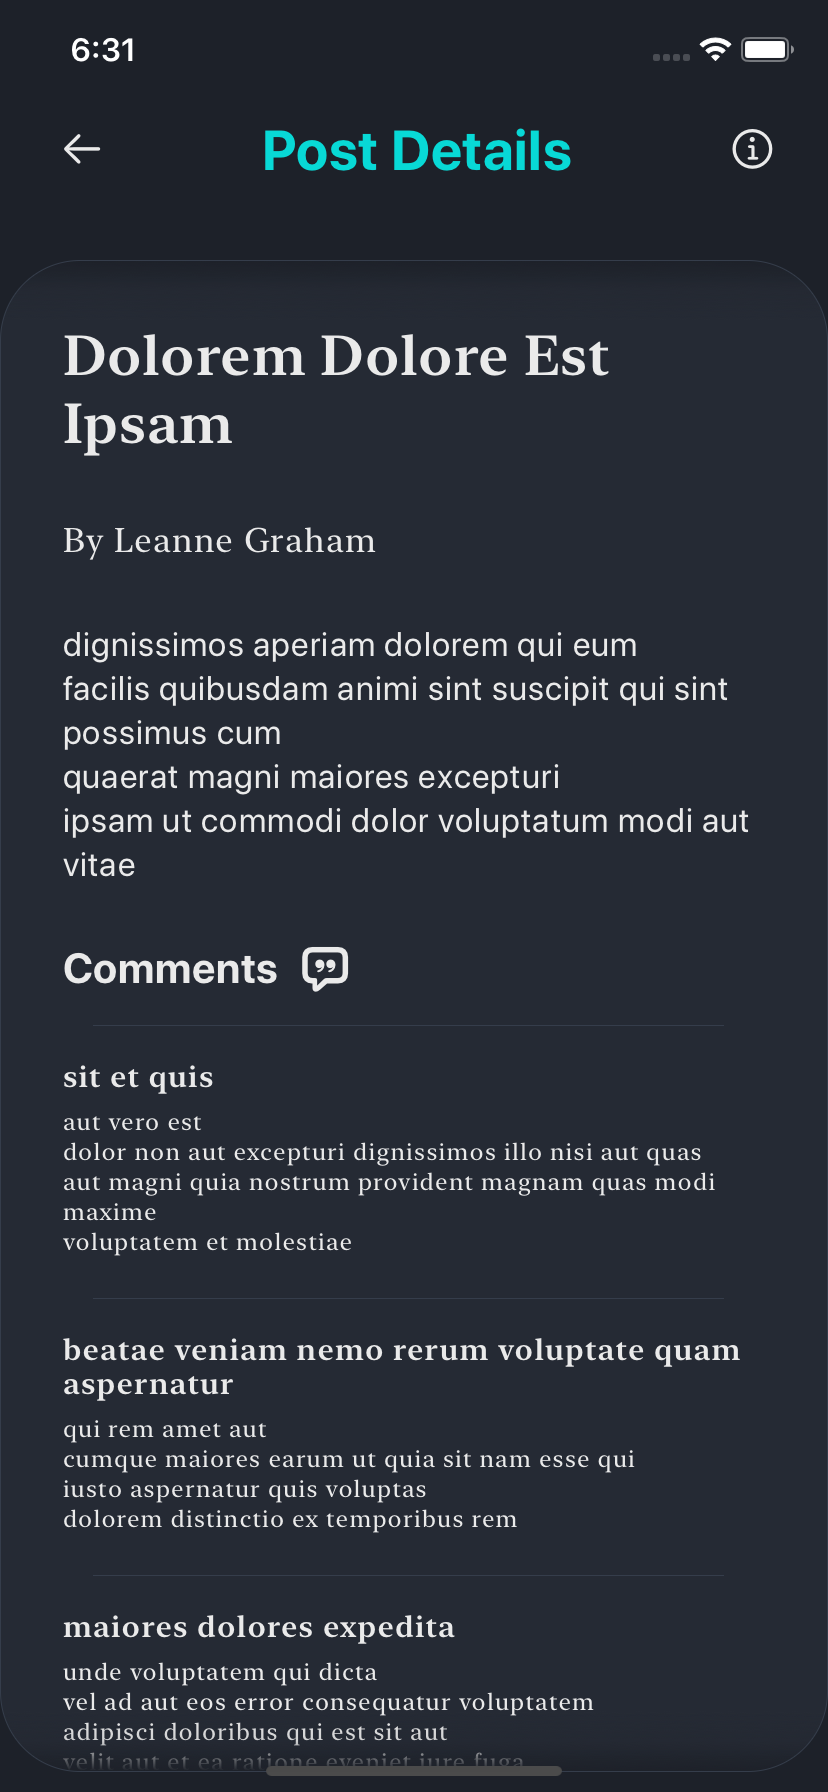 6:31
Post Details
Dolorem Dolore Est
Ipsam
By Leanne Graham
dignissimos aperiam dolorem qui eum
facilis quibusdam animi sint suscipit qui sint
possimus cum
quaerat magni maiores excepturi
ipsam ut commodi dolor voluptatum modi aut
vitae
Comments
sit et quis
aut vero est
dolor non aut excepturi dignissimos illo nisi aut quas
aut magni quia nostrum provident magnam quas modi
maxime
voluptatem et molestiae
beatae veniam nemo rerum voluptate quam
aspernatur
qui rem amet aut
cumque maiores earum ut quia sit nam esse qui
iusto aspernatur quis voluptas
dolorem distinctio ex temporibus rem
maiores dolores expedita
unde voluptatem qui dicta
vel ad aut eos error consequatur voluptatem
adipisci doloribus qui est sit aut
velit aut et ea ratione eveniet iure fuga